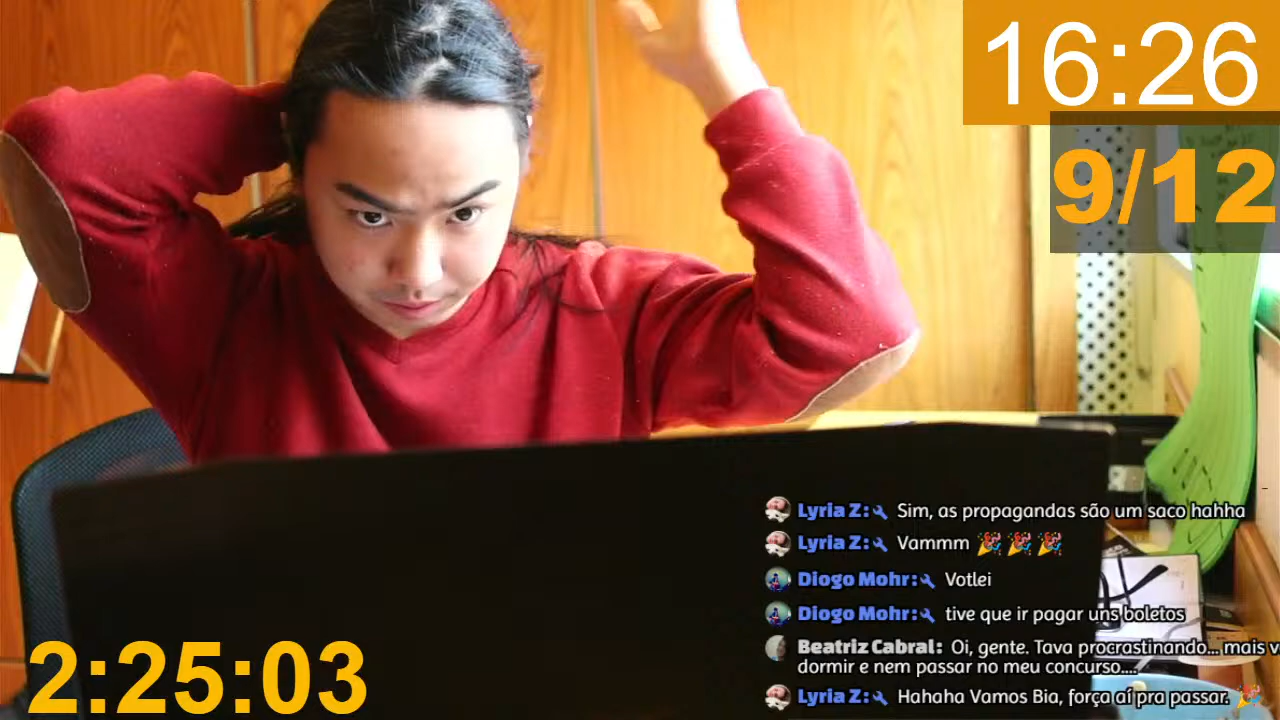 16:26
9/12
Lyria Z: Sim, as propagandas são um saco hahha
Lyria Z: Vammm
Diogo Mohr: Votlei
Diogo Mohr: tive que ir pagar uns boletos
Beatriz Cabral: Oi, gente. Tava procrastinando... mais v
dormir e nem passar no meu concurso....
Lyria Z: Hahaha Vamos Bia, força aí pra passar.
2:25:03